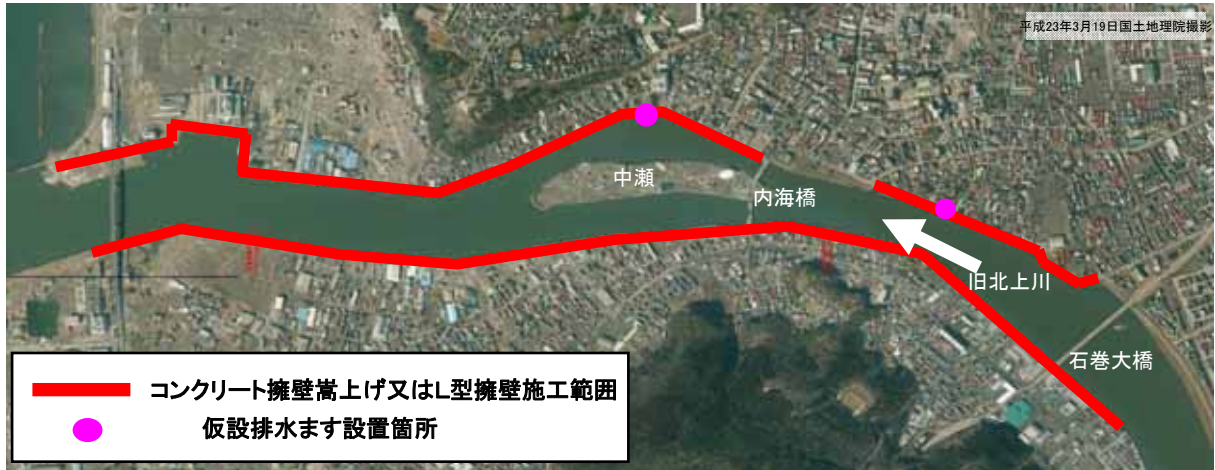 平成23年3月19日国土地理院撮影
中瀬
内海橋
旧北上川
石巻大橋
コンクリート擁壁嵩上げ又はL型擁壁施工範囲
仮設排水ます設置箇所